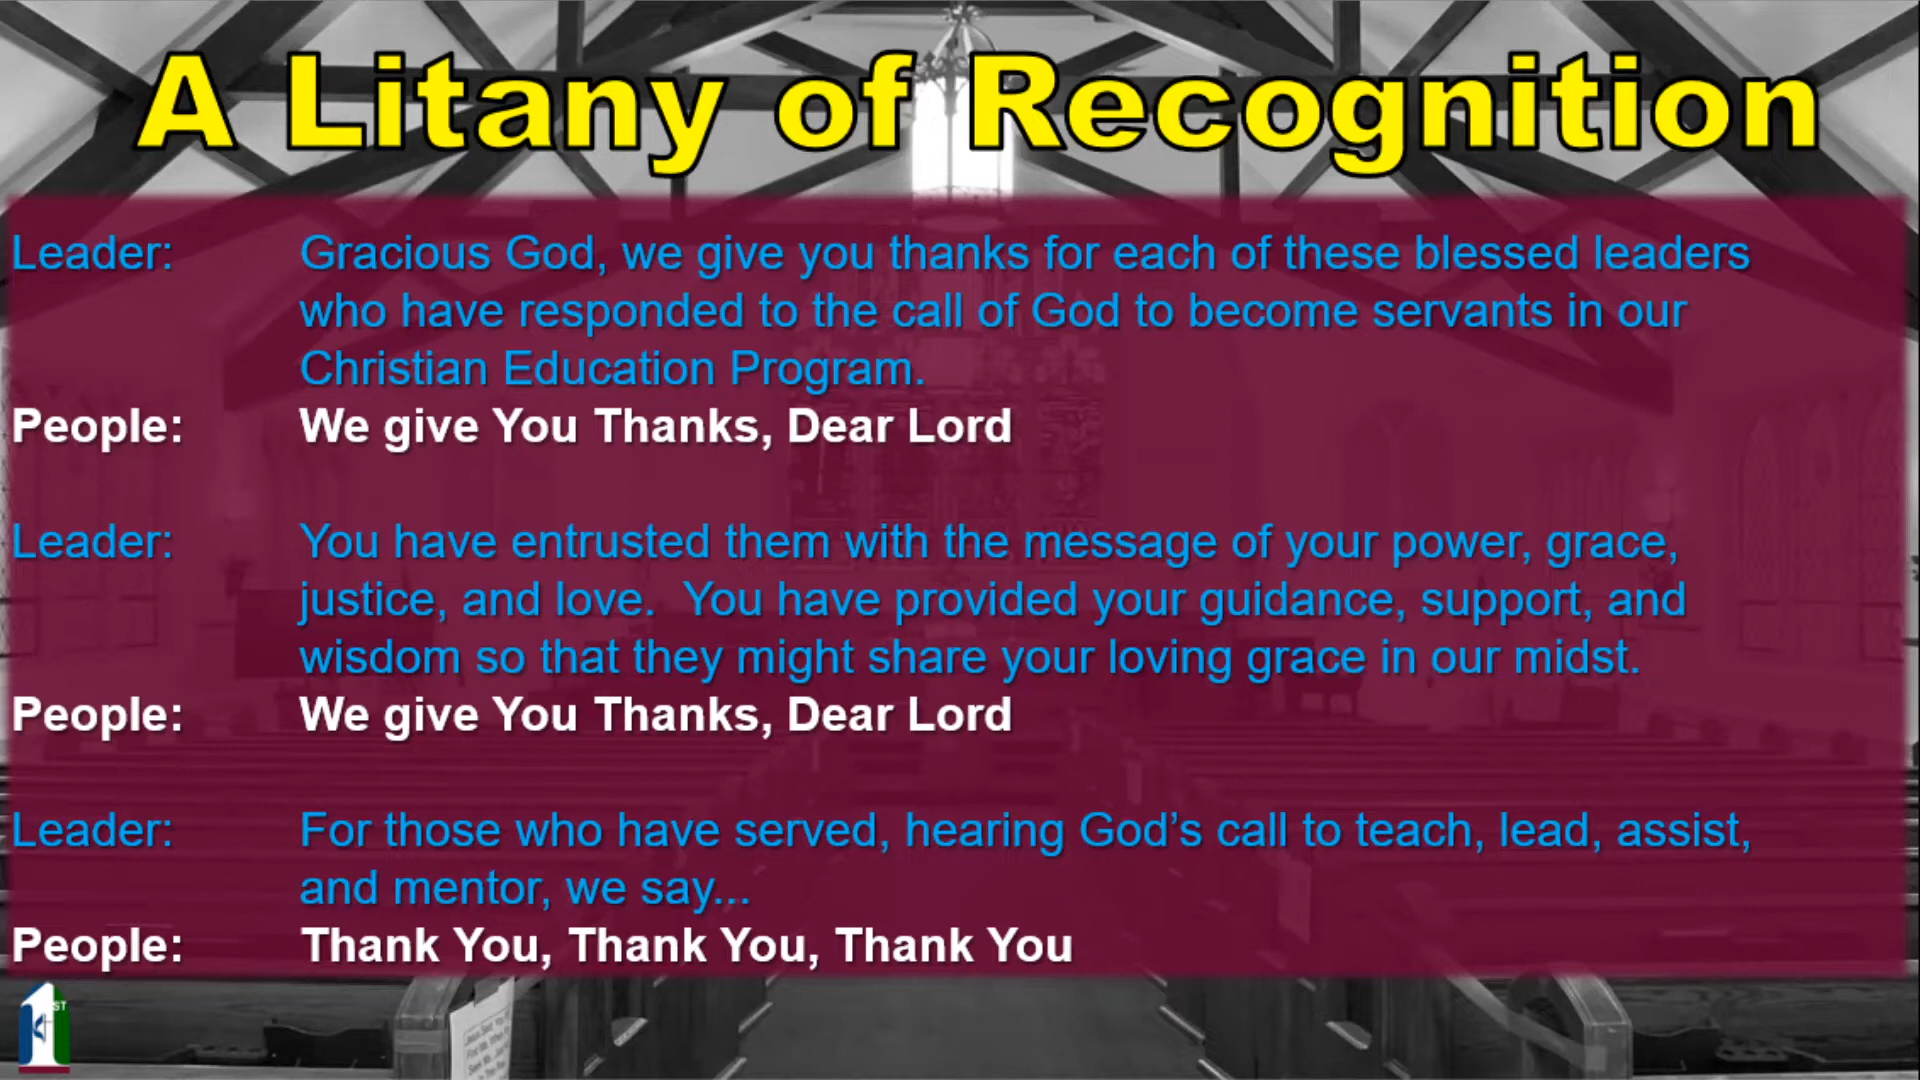 A Litany of Recognition
Leader: Gracious God, we give you thanks for each of these blessed leaders
who have responded to the call of God to become servants in our
Christian Education Program.
People: We give You Thanks, Dear Lord
Leader: You have entrusted them with the message of your power, grace,
justice, and love.  You have provided your guidance, support, and
wisdom so that they might share your loving grace in our midst.
People: We give You Thanks, Dear Lord
Leader: For those who have served, hearing God’s call to teach, lead, assist,
and mentor, we say...
People: Thank You, Thank You, Thank You
1ST